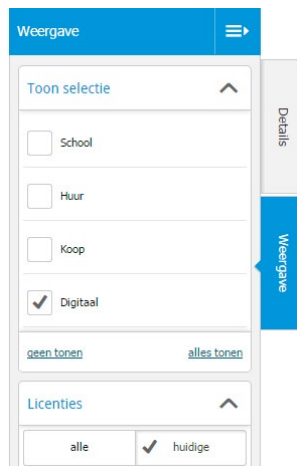 Weergave
Toon selectie
School
Huur
Koop
Digitaal
geen tonen alles tonen
Licenties
alle huidige
Details
Weergave